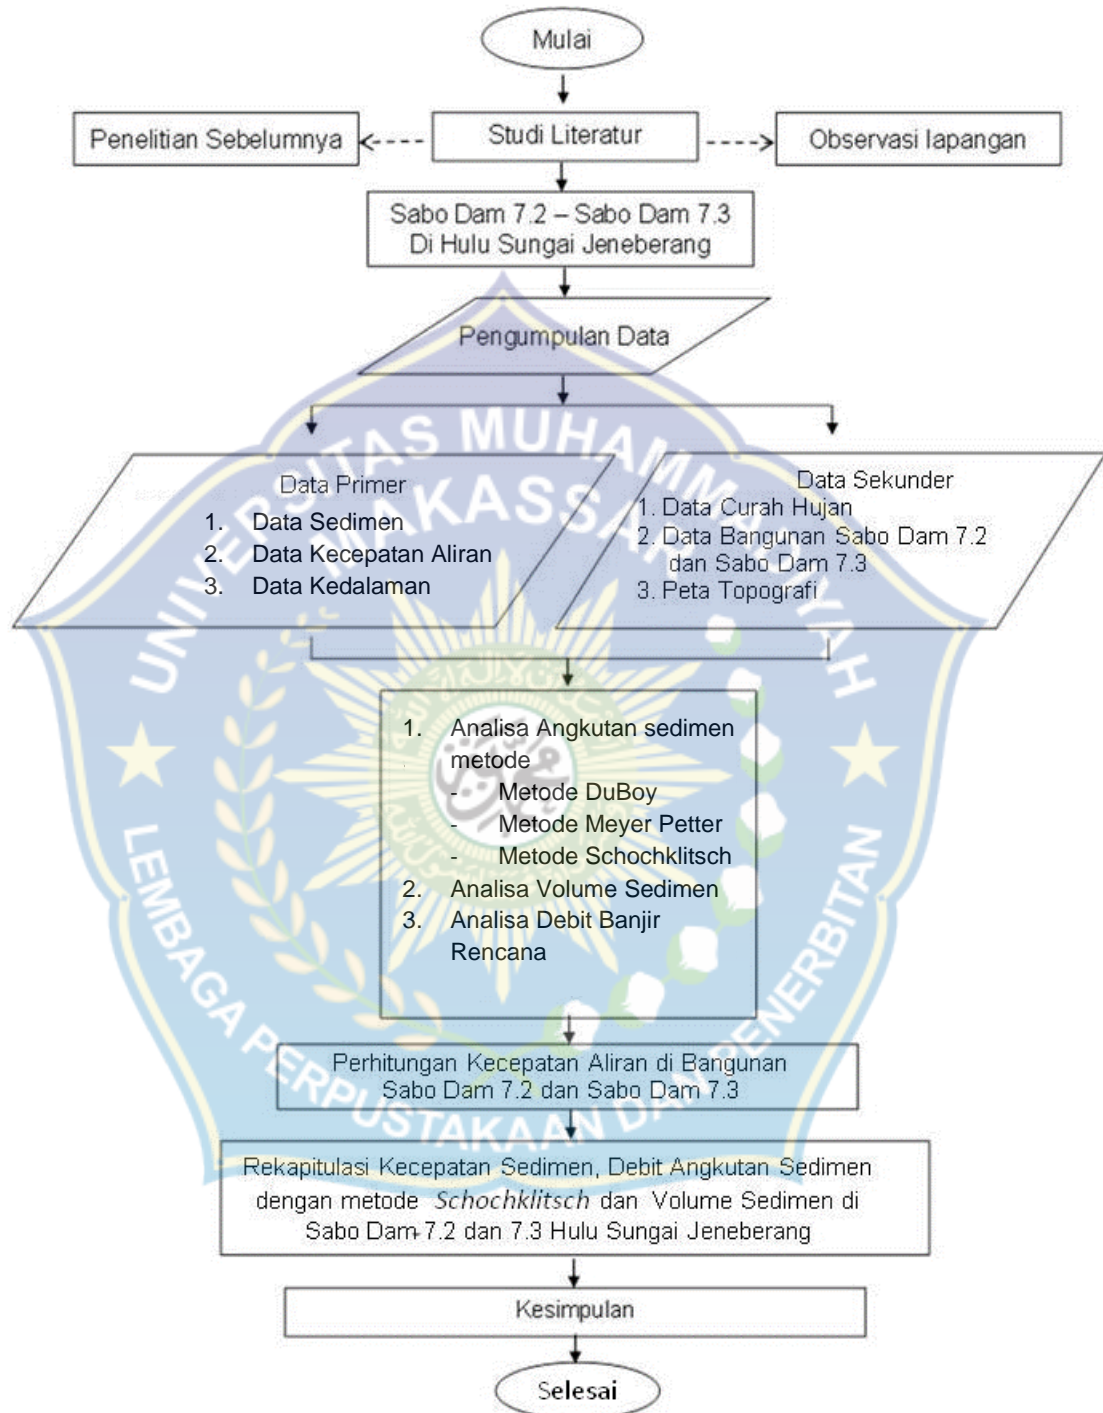 Mulai
Penelitian Sebelumnya
Studi Literatur
Observasi lapangan
Sabo Dam 7.2 – Sabo Dam 7.3
Di Hulu Sungai Jeneberang
Pengumpulan Data
Data Primer
1. Data Sedimen
2. Data Kecepatan Aliran
3. Data Kedalaman
Data Sekunder
1. Data Curah Hujan
2. Data Bangunan Sabo Dam 7.2
dan Sabo Dam 7.3
3. Peta Topografi
1. Analisa Angkutan sedimen
metode
- Metode DuBoy
- Metode Meyer Petter
- Metode Schochklitsch
2. Analisa Volume Sedimen
3. Analisa Debit Banjir
Rencana
Perhitungan Kecepatan Aliran di Bangunan
Sabo Dam 7.2 dan Sabo Dam 7.3
Rekapitulasi Kecepatan Sedimen, Debit Angkutan Sedimen
dengan metode Schochklitsch dan Volume Sedimen di
Sabo Dam 7.2 dan 7.3 Hulu Sungai Jeneberang
Kesimpulan
Selesai
UNIVERSITAS MUHAMMADIYAH
MAKASSAR
LEMBAGA PERPUSTAKAAN DAN PENERBITAN